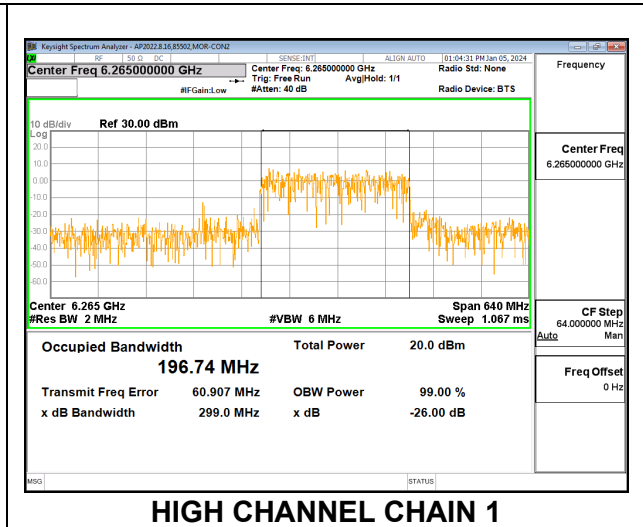 Keysight Spectrum Analyzer - AP2022.8.16,85502,MOR-CON2
RF 50 Ω DC SENSE:INT ALIGN AUTO 01:04:31 PM Jan 05, 2024
Center Freq 6.265000000 GHz Center Freq: 6.265000000 GHz Radio Std: None
Trig: Free Run Avg|Hold: 1/1
#IFGain:Low #Atten: 40 dB Radio Device: BTS
Frequency
10 dB/div Ref 30.00 dBm
Log
20.0
10.0
0.00
-10.0
-20.0
-30.0
-40.0
-50.0
-60.0
Center Freq
6.265000000 GHz
Center 6.265 GHz Span 640 MHz
#Res BW 2 MHz #VBW 6 MHz Sweep 1.067 ms
CF Step
64.000000 MHz
Auto Man
Occupied Bandwidth Total Power 20.0 dBm
196.74 MHz
Transmit Freq Error 60.907 MHz OBW Power 99.00 %
x dB Bandwidth 299.0 MHz x dB -26.00 dB
Freq Offset
0 Hz
MSG STATUS
HIGH CHANNEL CHAIN 1